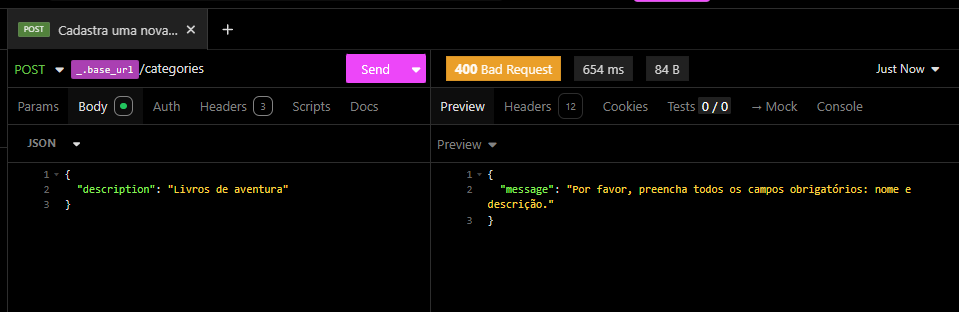 POST Cadastra uma nova... × +
POST _.base_url /categories Send 400 Bad Request 654 ms 84 B Just Now
Params Body Auth Headers 3 Scripts Docs Preview Headers 12 Cookies Tests 0 / 0 → Mock Console
JSON Preview
1 {
2 "description": "Livros de aventura"
3 }
1 {
2 "message": "Por favor, preencha todos os campos obrigatórios: nome e
descrição."
3 }